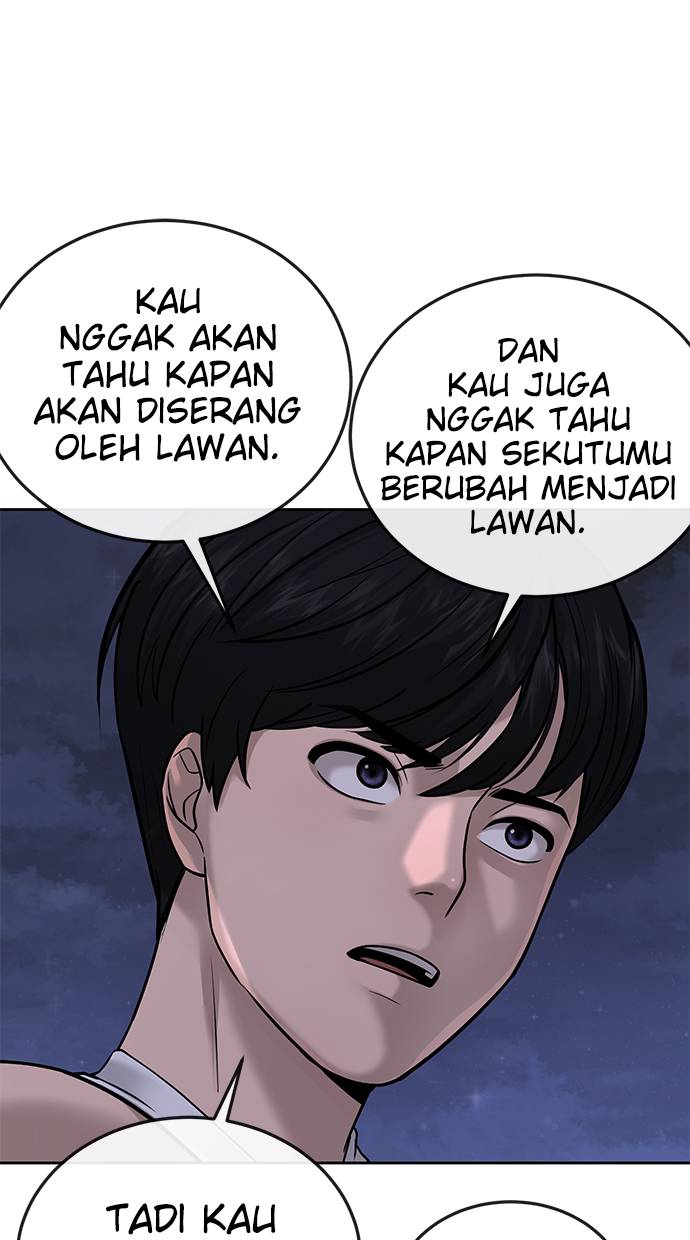 KAU
NGGAK AKAN
TAHU KAPAN
AKAN DISERANG
OLEH LAWAN.
DAN
KAU JUGA
NGGAK TAHU
KAPAN SEKUTUMU
BERUBAH MENJADI
LAWAN.
TADI KAU